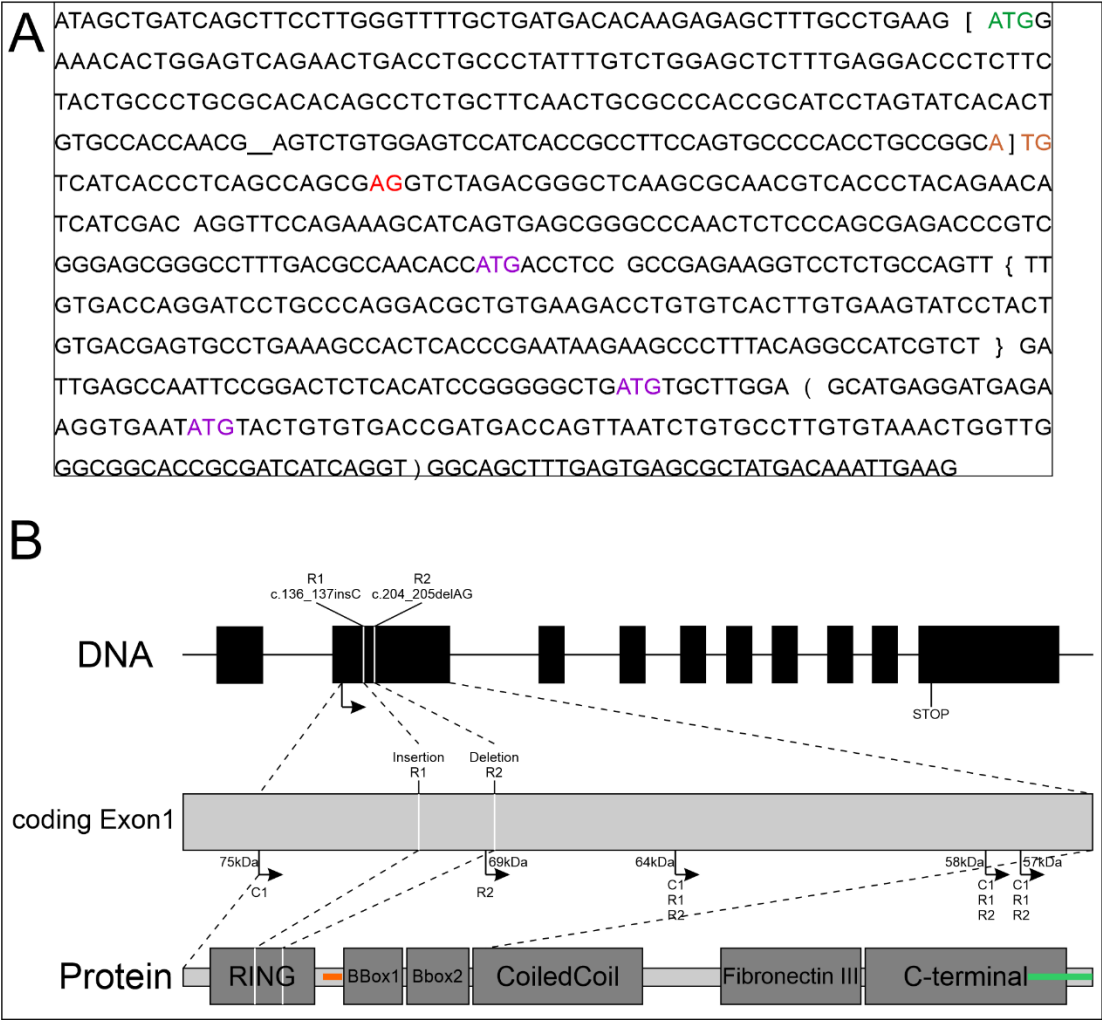 A
ATAGCTGATCAGCTTCCTTGGGTTTTGCTGATGACACAAGAGAGCTTTGCCTGAAG [ ATGG
AAACACTGGAGTCAGAACTGACCTGCCCTATTTGTCTGGAGCTCTTTGAGGACCCTCTTC
TACTGCCCTGCGCACACAGCCTCTGCTTCAACTGCGCCCACCGCATCCTAGTATCACACT
GTGCCACCAACG__AGTCTGTGGAGTCCATCACCGCCTTCCAGTGCCCCACCTGCCGGCA ] TG
TCATCACCCTCAGCCAGCGAGGTCTAGACGGGCTCAAGCGCAACGTCACCCTACAGAACA
TCATCGAC AGGTTCCAGAAAGCATCAGTGAGCGGGCCCAACTCTCCCAGCGAGACCCGTC
GGGAGCGGGCCTTTGACGCCAACACCATGACCTCC GCCGAGAAGGTCCTCTGCCAGTT { TT
GTGACCAGGATCCTGCCCAGGACGCTGTGAAGACCTGTGTCACTTGTGAAGTATCCTACT
GTGACGAGTGCCTGAAAGCCACTCACCCGAATAAGAAGCCCTTTACAGGCCATCGTCT } GA
TTGAGCCAATTCCGGACTCTCACATCCGGGGGCTGATGTGCTTGGA ( GCATGAGGATGAGA
AGGTGAATATGTACTGTGTGACCGATGACCAGTTAATCTGTGCCTTGTGTAAACTGGTTG
GGCGGCACCGCGATCATCAGGT ) GGCAGCTTTGAGTGAGCGCTATGACAAATTGAAG
B
R1 R2
c.136_137insC c.204_205delAG
DNA
STOP
Insertion Deletion
R1 R2
coding Exon1
75kDa 69kDa 64kDa 58kDa 57kDa
C1 R2 C1 C1 C1
R1 R1 R1
R2 R2 R2
Protein RING BBox1 Bbox2 CoiledCoil Fibronectin III C-terminal